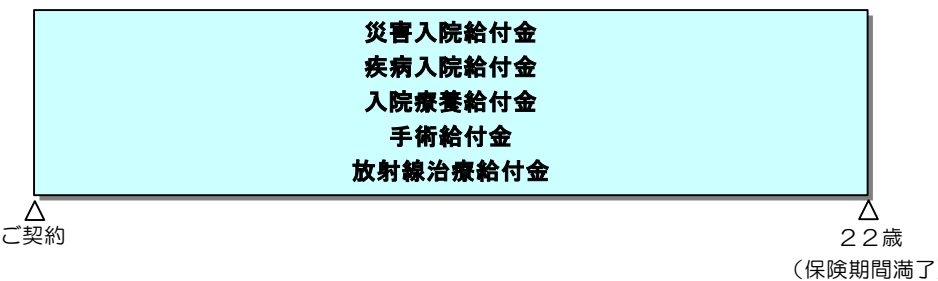 災害入院給付金
疾病入院給付金
入院療養給付金
手術給付金
放射線治療給付金
ご契約
２２歳
（保険期間満了